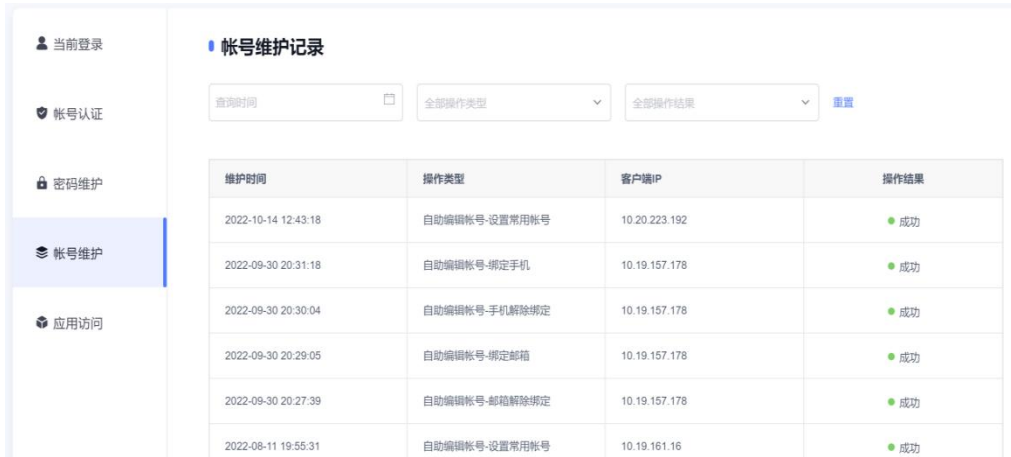 当前登录
帐号认证
密码维护
帐号维护
应用访问
帐号维护记录
查询时间 全部操作类型 全部操作结果 重置
维护时间 操作类型 客户端IP 操作结果
2022-10-14 12:43:18 自助编辑帐号-设置常用帐号 10.20.223.192 成功
2022-09-30 20:31:18 自助编辑帐号-绑定手机 10.19.157.178 成功
2022-09-30 20:30:04 自助编辑帐号-手机解除绑定 10.19.157.178 成功
2022-09-30 20:29:05 自助编辑帐号-绑定邮箱 10.19.157.178 成功
2022-09-30 20:27:39 自助编辑帐号-邮箱解除绑定 10.19.157.178 成功
2022-08-11 19:55:31 自助编辑帐号-设置常用帐号 10.19.161.16 成功